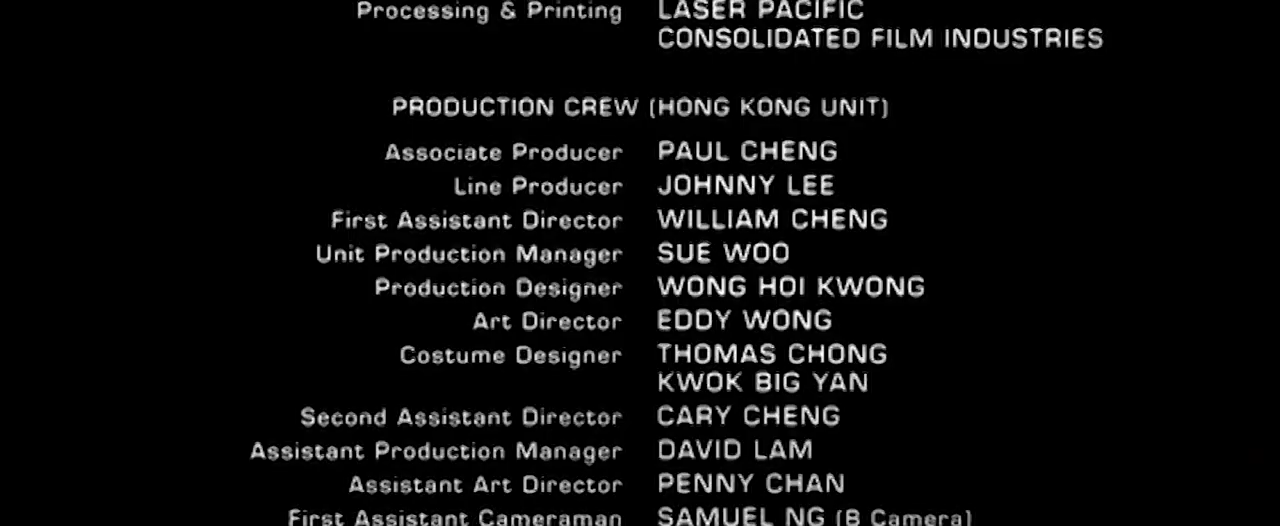 Processing & Printing LASER PACIFIC
CONSOLIDATED FILM INDUSTRIES
PRODUCTION CREW (HONG KONG UNIT)
Associate Producer PAUL CHENG
Line Producer JOHNNY LEE
First Assistant Director WILLIAM CHENG
Unit Production Manager SUE WOO
Production Designer WONG HOI KWONG
Art Director EDDY WONG
Costume Designer THOMAS CHONG
KWOK BIG YAN
Second Assistant Director CARY CHENG
Assistant Production Manager DAVID LAM
Assistant Art Director PENNY CHAN
First Assistant Cameraman SAMUEL NG (B Camera)